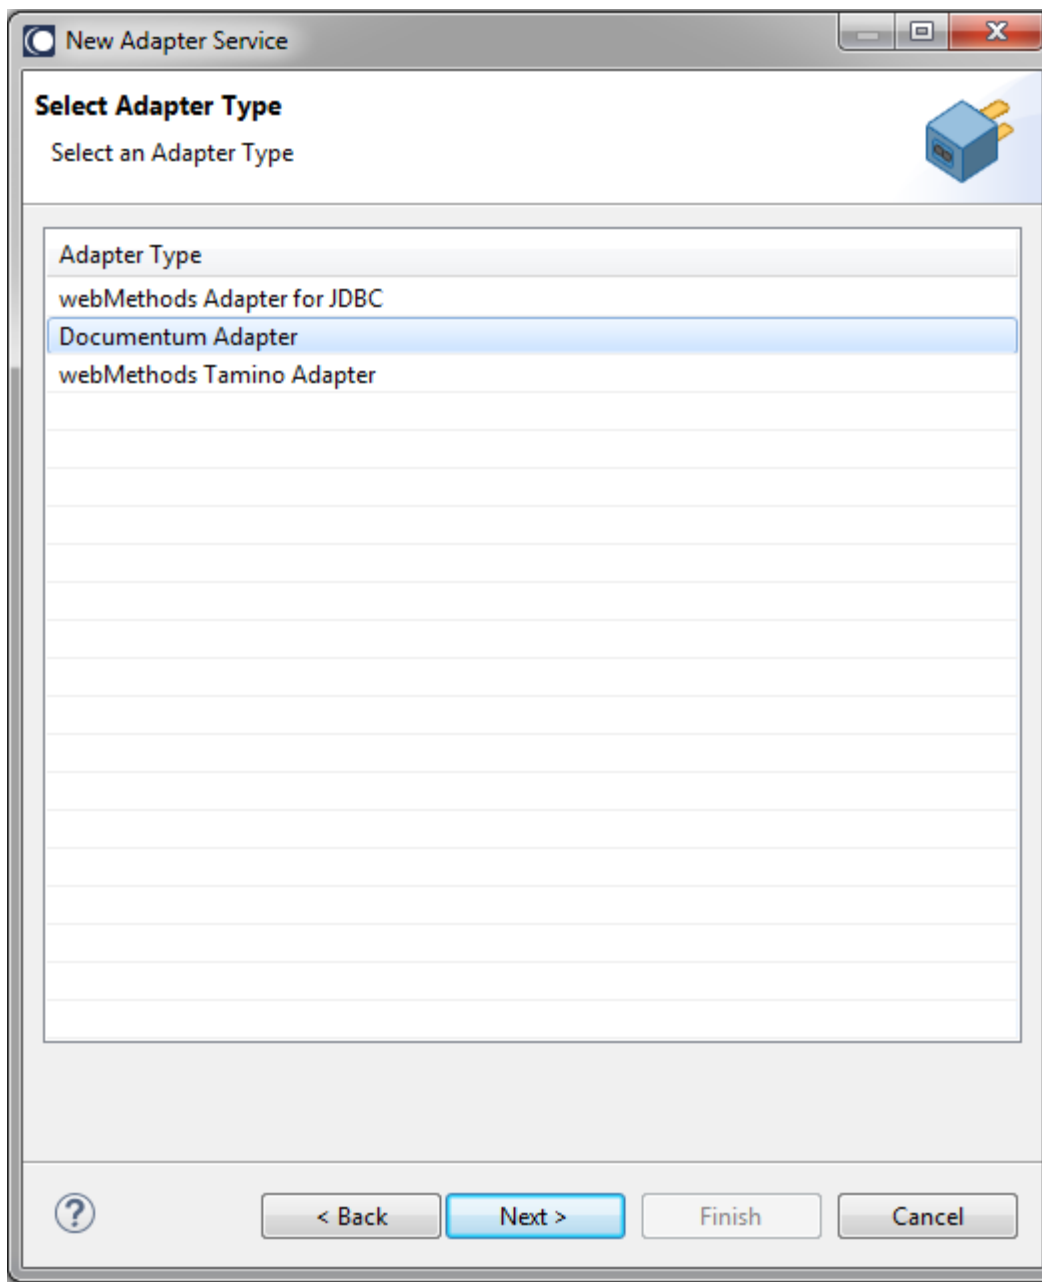 New Adapter Service
Select Adapter Type
Select an Adapter Type
Adapter Type
webMethods Adapter for JDBC
Documentum Adapter
webMethods Tamino Adapter
?
< Back
Next >
Finish
Cancel